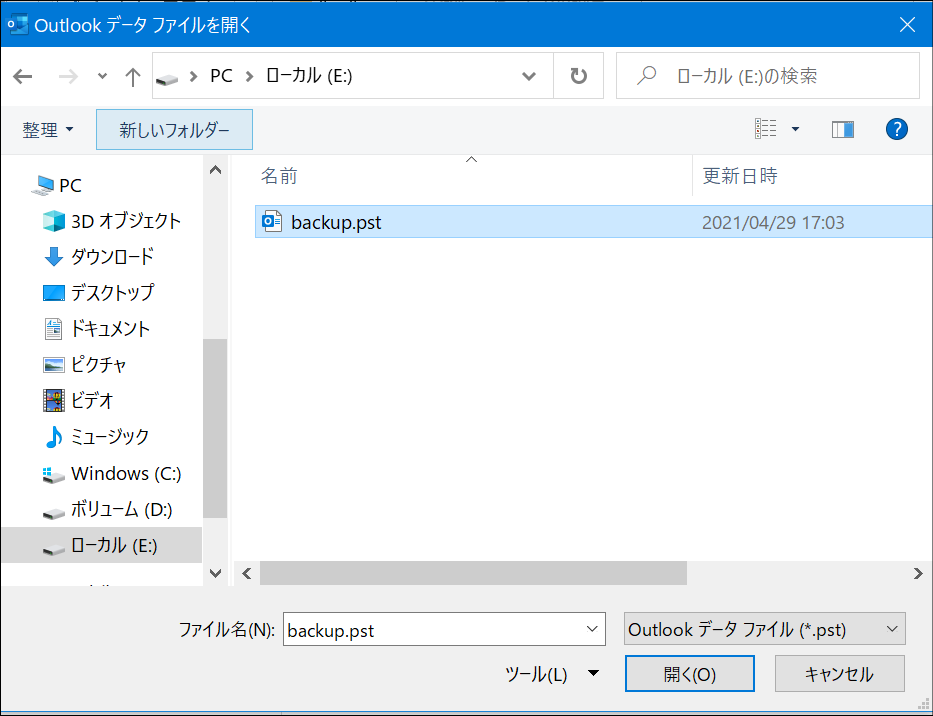 Outlook データ ファイルを開く
PC
ローカル (E:)
ローカル (E:)の検索
整理
新しいフォルダー
?
名前
更新日時
backup.pst
2021/04/29 17:03
PC
3D オブジェクト
ダウンロード
デスクトップ
ドキュメント
ピクチャ
ビデオ
ミュージック
Windows (C:)
ボリューム (D:)
ローカル (E:)
ファイル名(N):
backup.pst
Outlook データ ファイル (*.pst)
ツール(L)
開く(O)
キャンセル